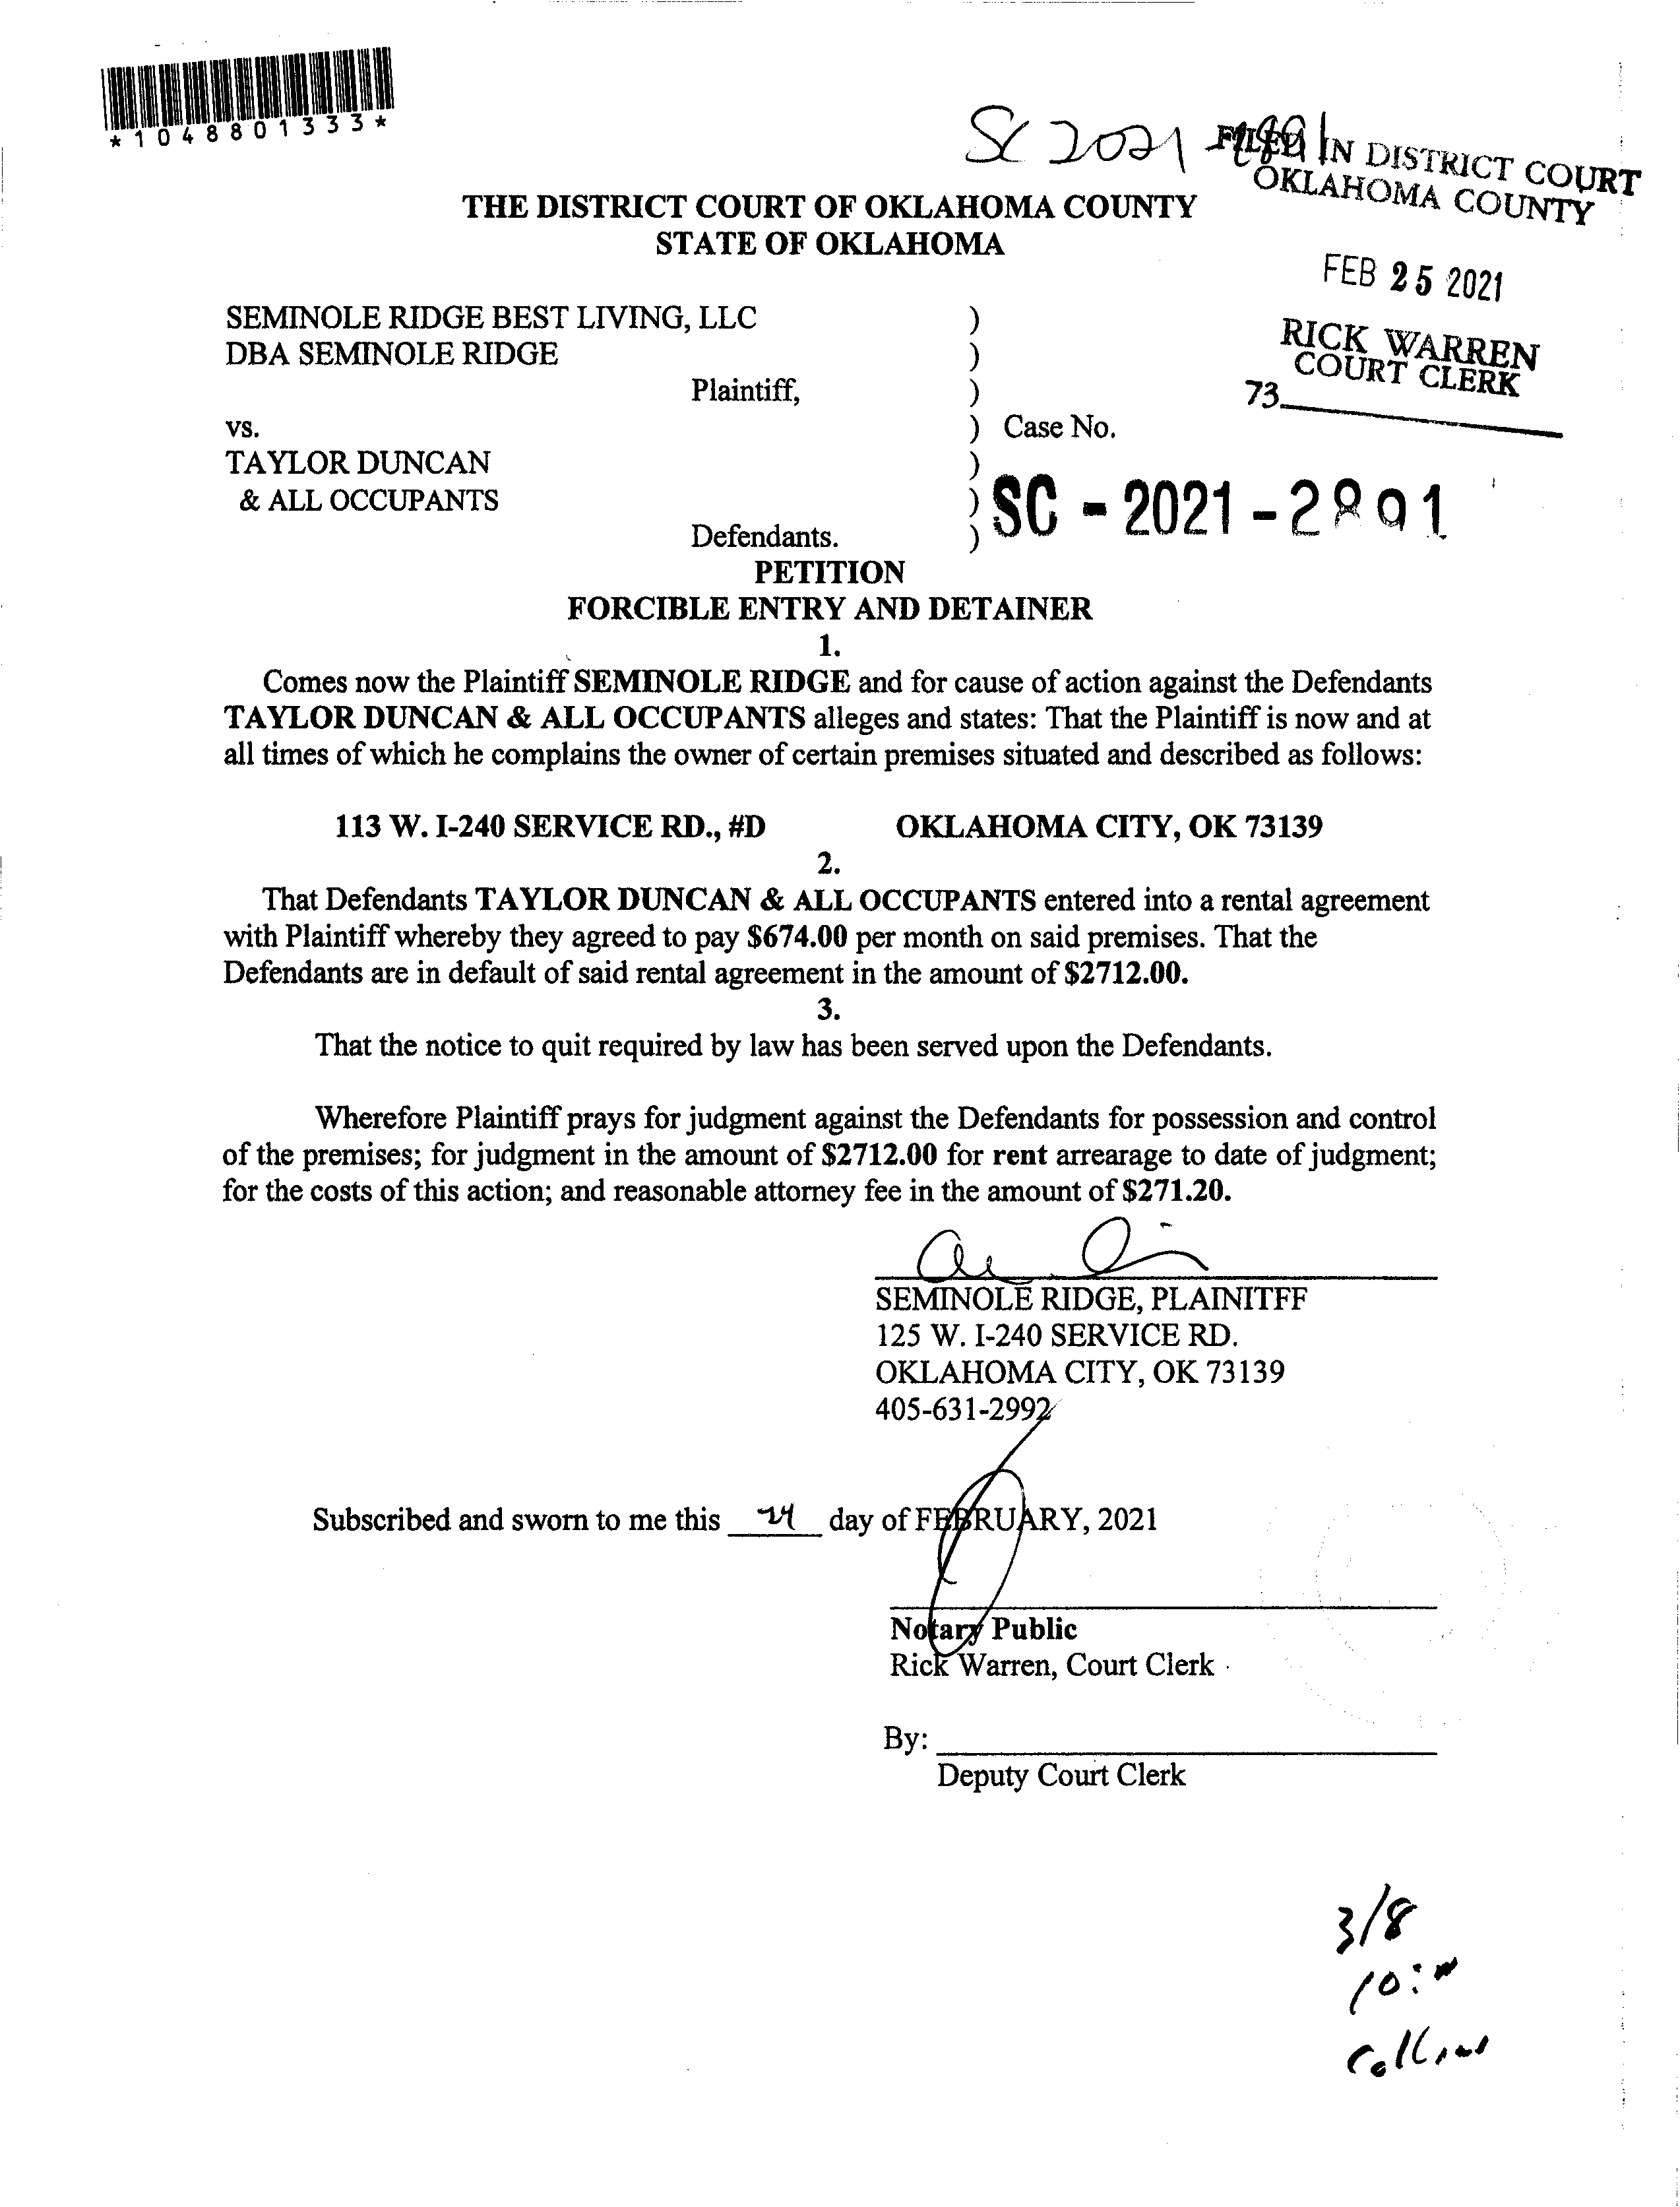 *1048801333*
SC 2021
FILED IN DISTRICT COURT
OKLAHOMA COUNTY
THE DISTRICT COURT OF OKLAHOMA COUNTY
STATE OF OKLAHOMA
FEB 25 2021
RICK WARREN
COURT CLERK
73
SEMINOLE RIDGE BEST LIVING, LLC )
DBA SEMINOLE RIDGE )
Plaintiff, )
vs. ) Case No.
TAYLOR DUNCAN )
& ALL OCCUPANTS ) SC - 2021 - 2891
Defendants. )
PETITION
FORCIBLE ENTRY AND DETAINER
1.
Comes now the Plaintiff SEMINOLE RIDGE and for cause of action against the Defendants
TAYLOR DUNCAN & ALL OCCUPANTS alleges and states: That the Plaintiff is now and at
all times of which he complains the owner of certain premises situated and described as follows:
113 W. I-240 SERVICE RD., #D OKLAHOMA CITY, OK 73139
2.
That Defendants TAYLOR DUNCAN & ALL OCCUPANTS entered into a rental agreement
with Plaintiff whereby they agreed to pay $674.00 per month on said premises. That the
Defendants are in default of said rental agreement in the amount of $2712.00.
3.
That the notice to quit required by law has been served upon the Defendants.
Wherefore Plaintiff prays for judgment against the Defendants for possession and control
of the premises; for judgment in the amount of $2712.00 for rent arrearage to date of judgment;
for the costs of this action; and reasonable attorney fee in the amount of $271.20.
SEMINOLE RIDGE, PLAINITFF
125 W. I-240 SERVICE RD.
OKLAHOMA CITY, OK 73139
405-631-2992
Subscribed and sworn to me this 24 day of FEBRUARY, 2021
Notary Public
Rick Warren, Court Clerk
By:
Deputy Court Clerk
3/8
10:
Collins